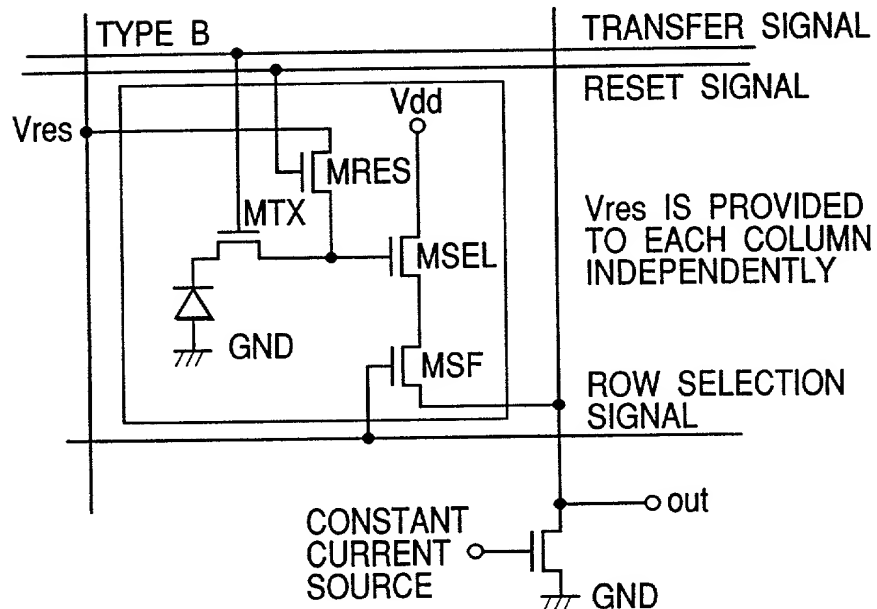 TYPE B
TRANSFER SIGNAL
RESET SIGNAL
Vdd
Vres
MRES
MTX
Vres IS PROVIDED
TO EACH COLUMN
INDEPENDENTLY
MSEL
GND
MSF
ROW SELECTION
SIGNAL
out
CONSTANT
CURRENT
SOURCE
GND